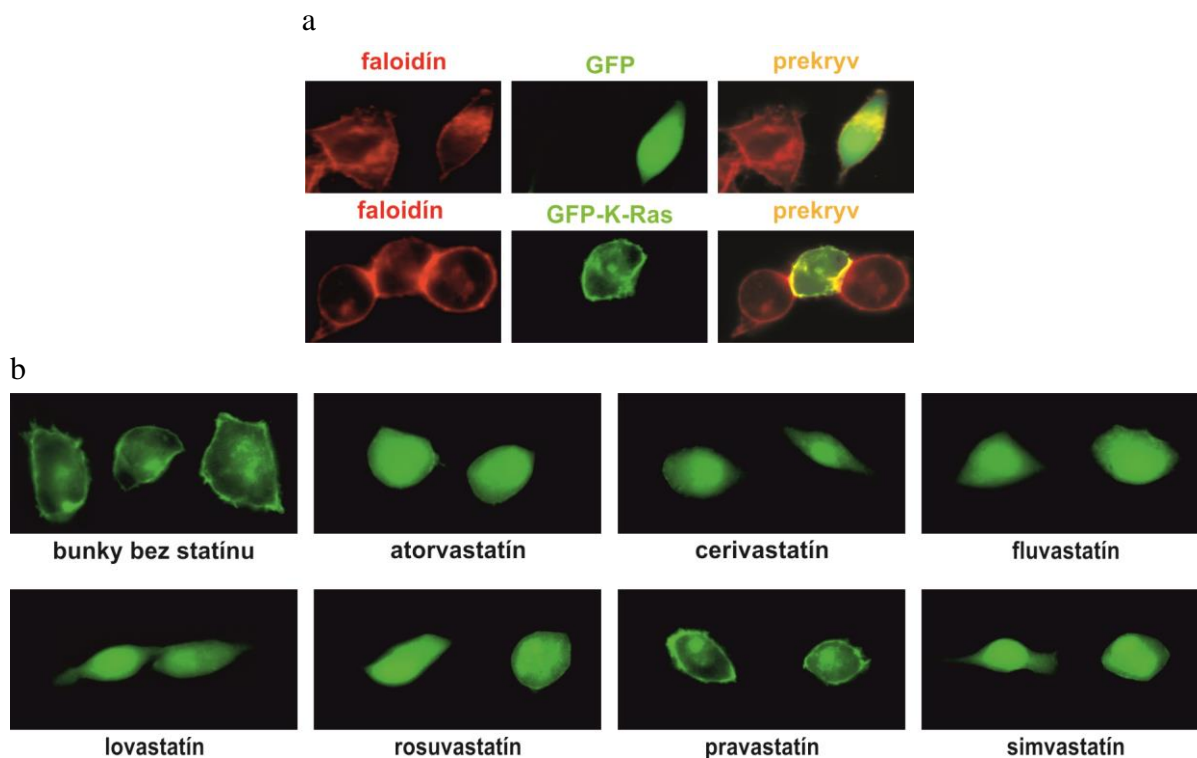 a
faloidín GFP prekryv
faloidín GFP-K-Ras prekryv
b
bunky bez statínu atorvastatín cerivastatín fluvastatín
lovastatín rosuvastatín pravastatín simvastatín